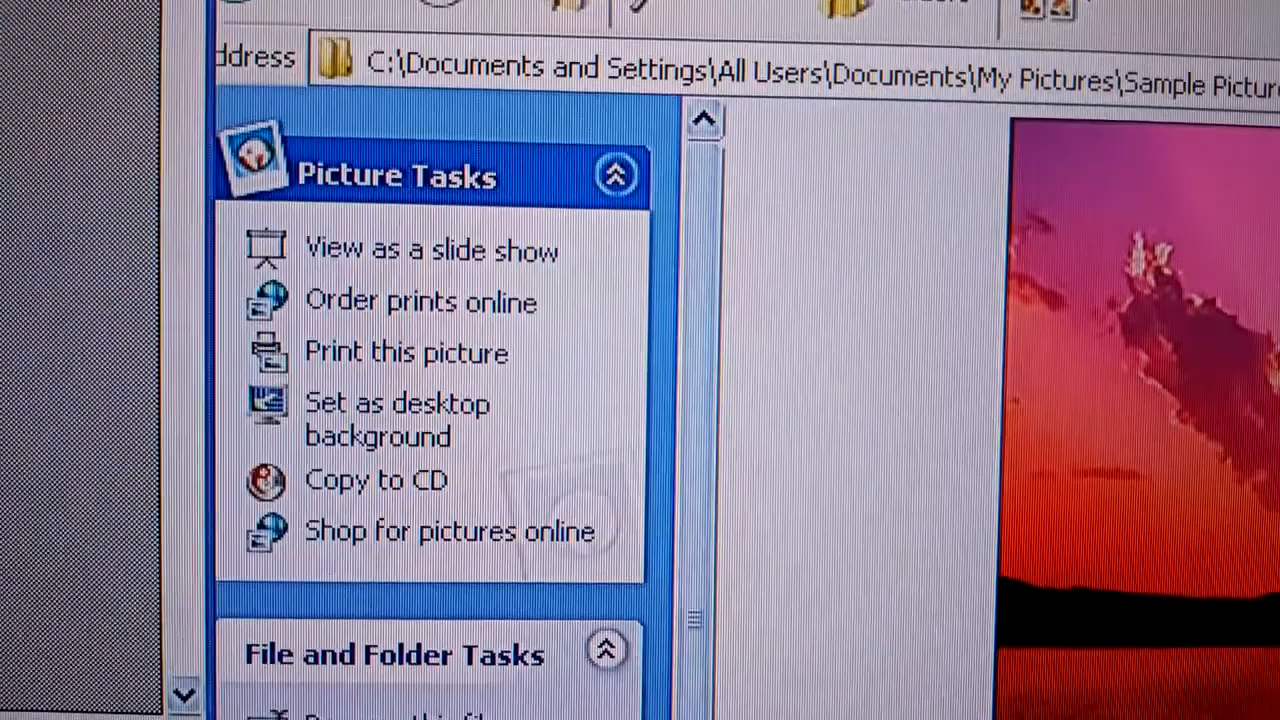 ddress C:\Documents and Settings\All Users\Documents\My Pictures\Sample Pictur
Picture Tasks
View as a slide show
Order prints online
Print this picture
Set as desktop
background
Copy to CD
Shop for pictures online
File and Folder Tasks